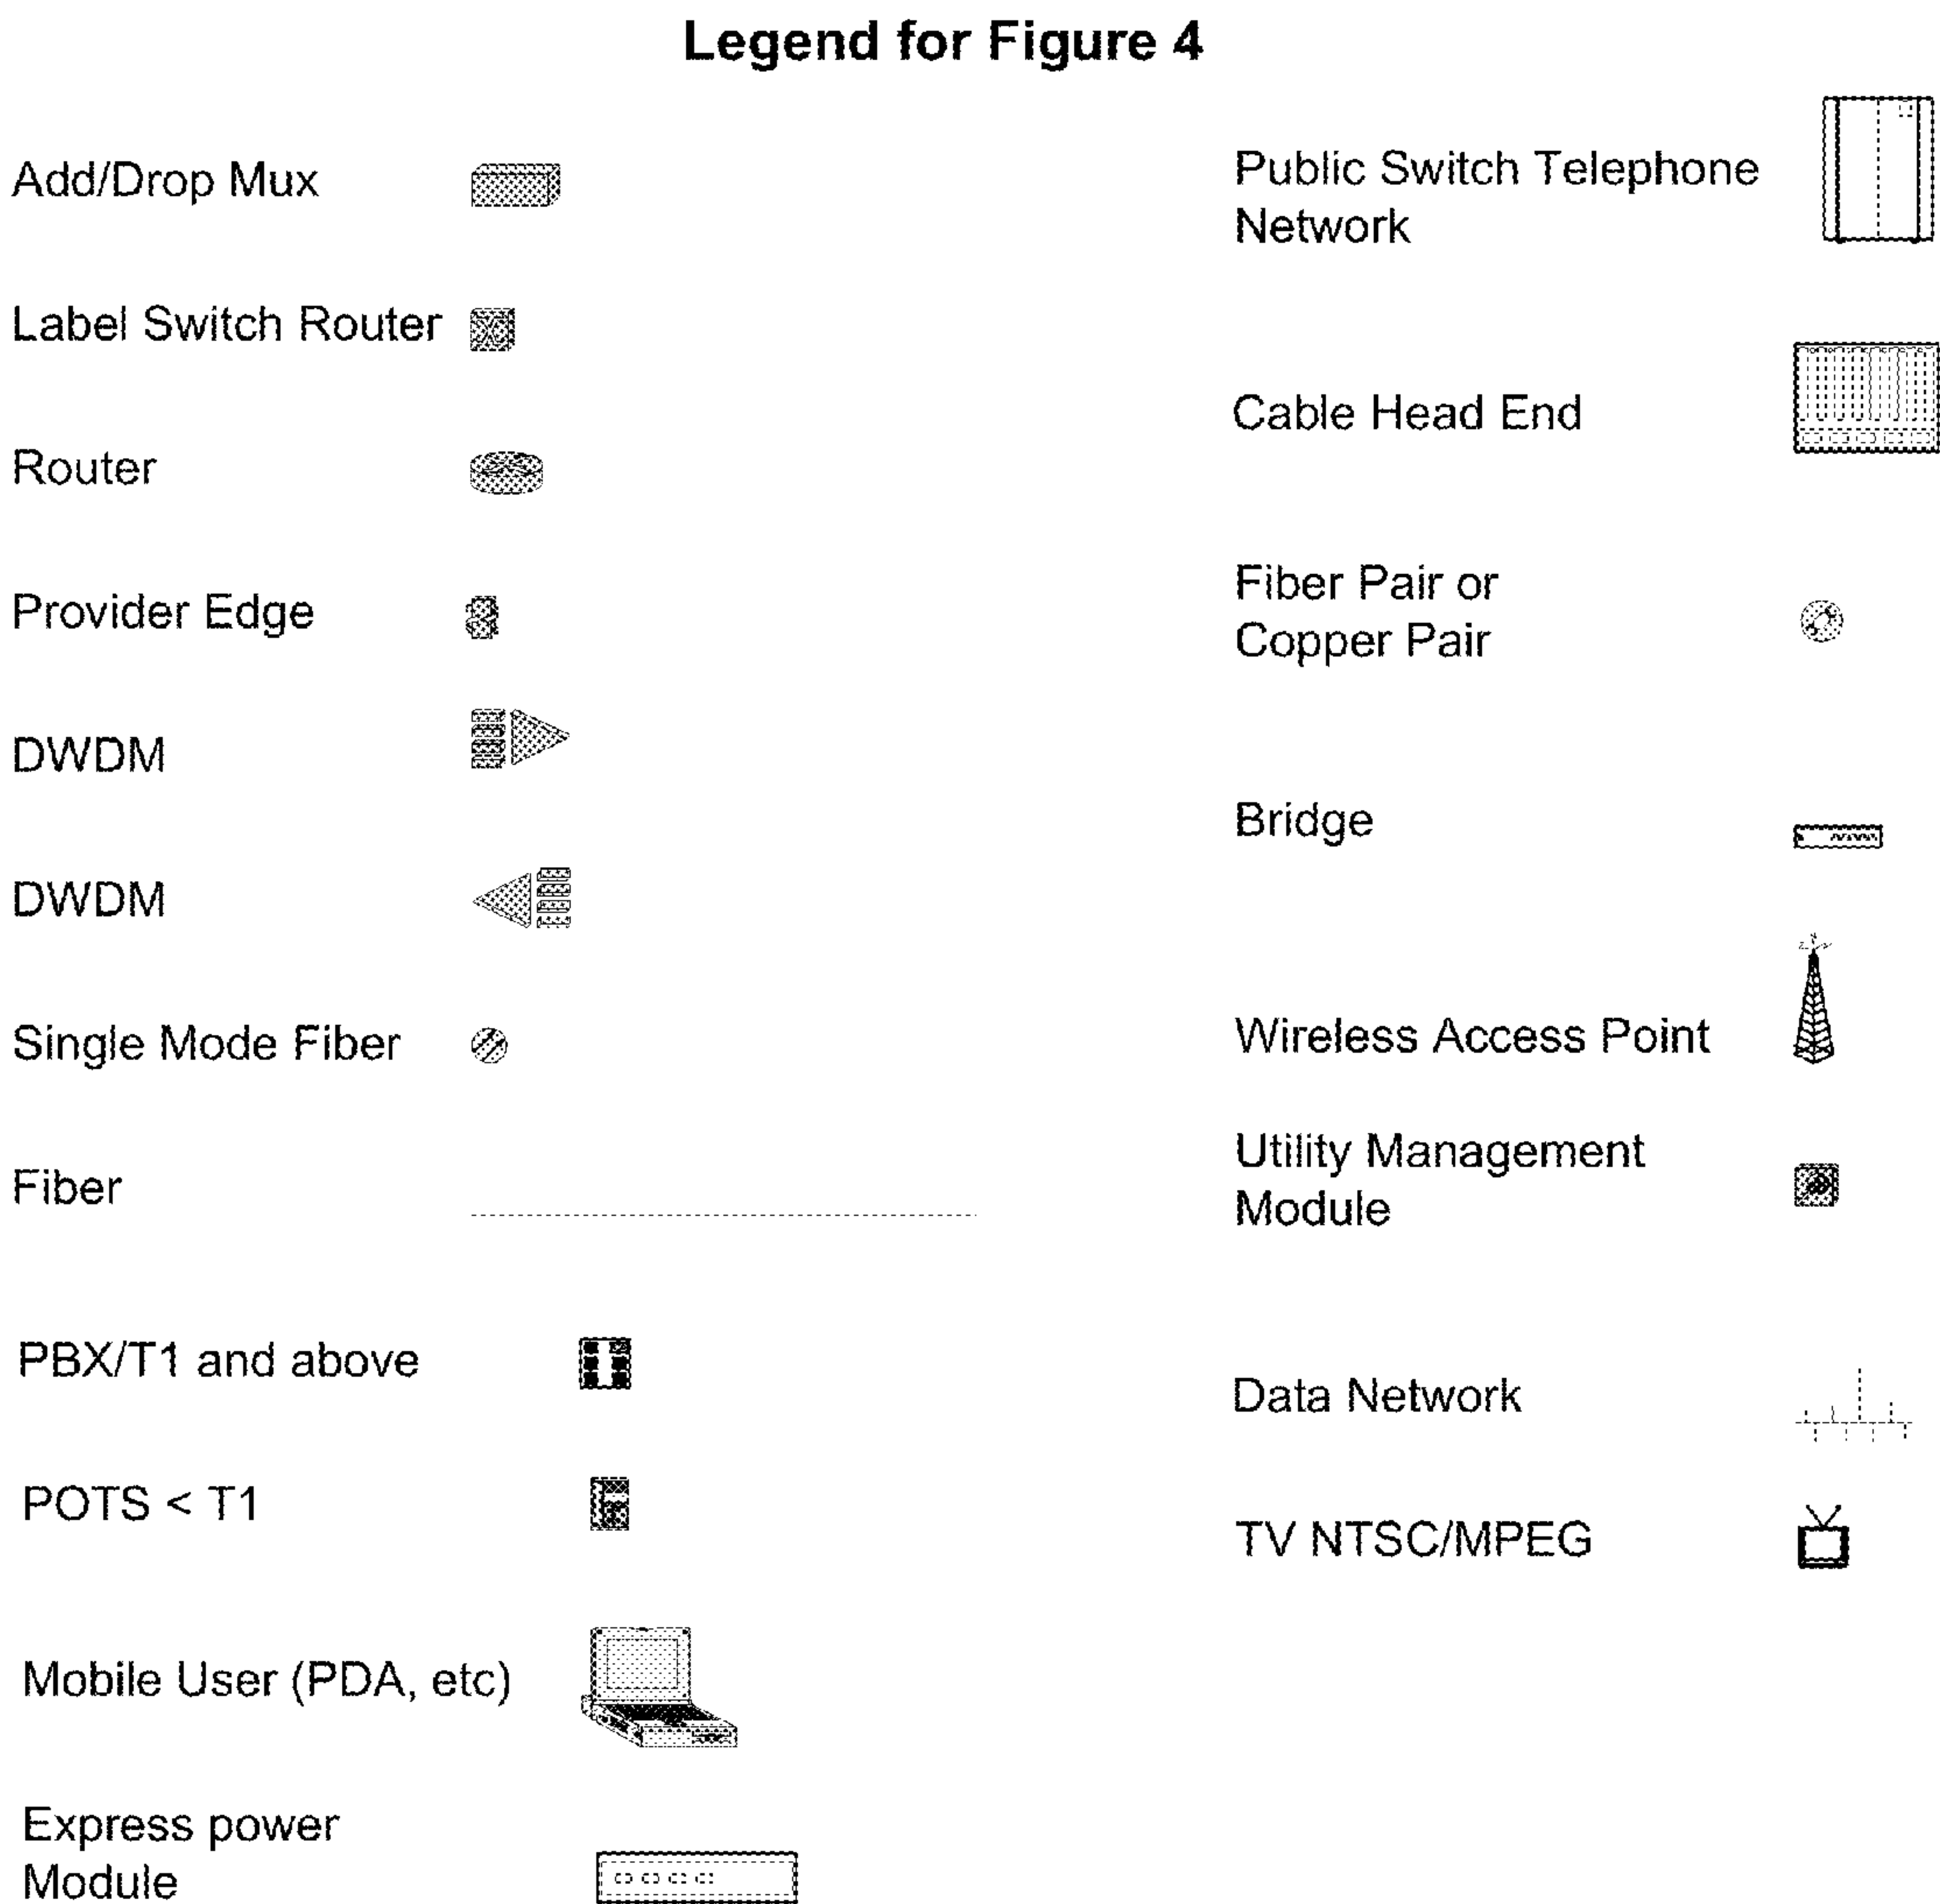 Legend for Figure 4
Add/Drop Mux
Label Switch Router
Router
Provider Edge
DWDM
DWDM
Single Mode Fiber
Fiber
PBX/T1 and above
POTS < T1
Mobile User (PDA, etc)
Express power
Module
Public Switch Telephone
Network
Cable Head End
Fiber Pair or
Copper Pair
Bridge
Wireless Access Point
Utility Management
Module
Data Network
TV NTSC/MPEG